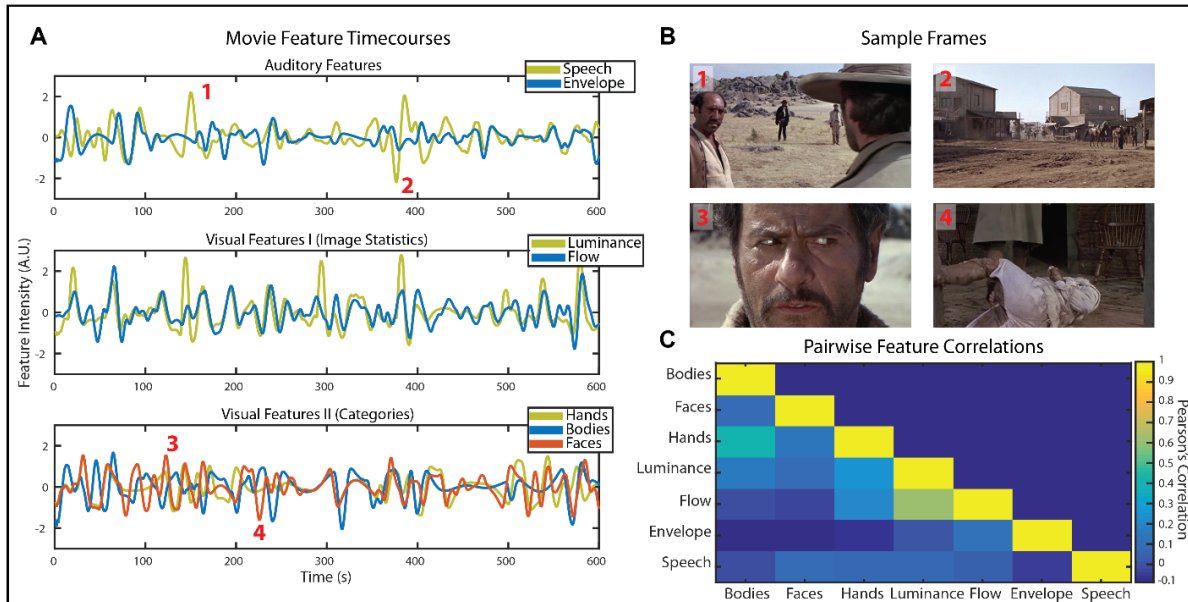 A
Movie Feature Timecourses
Auditory Features
Speech
Envelope
1
2
2
0
-2
0 100 200 300 400 500 600
Visual Features I (Image Statistics)
Luminance
Flow
2
0
-2
0 100 200 300 400 500 600
Feature Intensity (A.U.)
Visual Features II (Categories)
Hands
Bodies
Faces
3
4
2
0
-2
0 100 200 300 400 500 600
Time (s)
B
Sample Frames
1
2
3
4
C
Pairwise Feature Correlations
Bodies
Faces
Hands
Luminance
Flow
Envelope
Speech
Bodies Faces Hands Luminance Flow Envelope Speech
1
0.9
0.8
0.7
0.6
0.5
0.4
0.3
0.2
0.1
0
-0.1
Pearson's Correlation